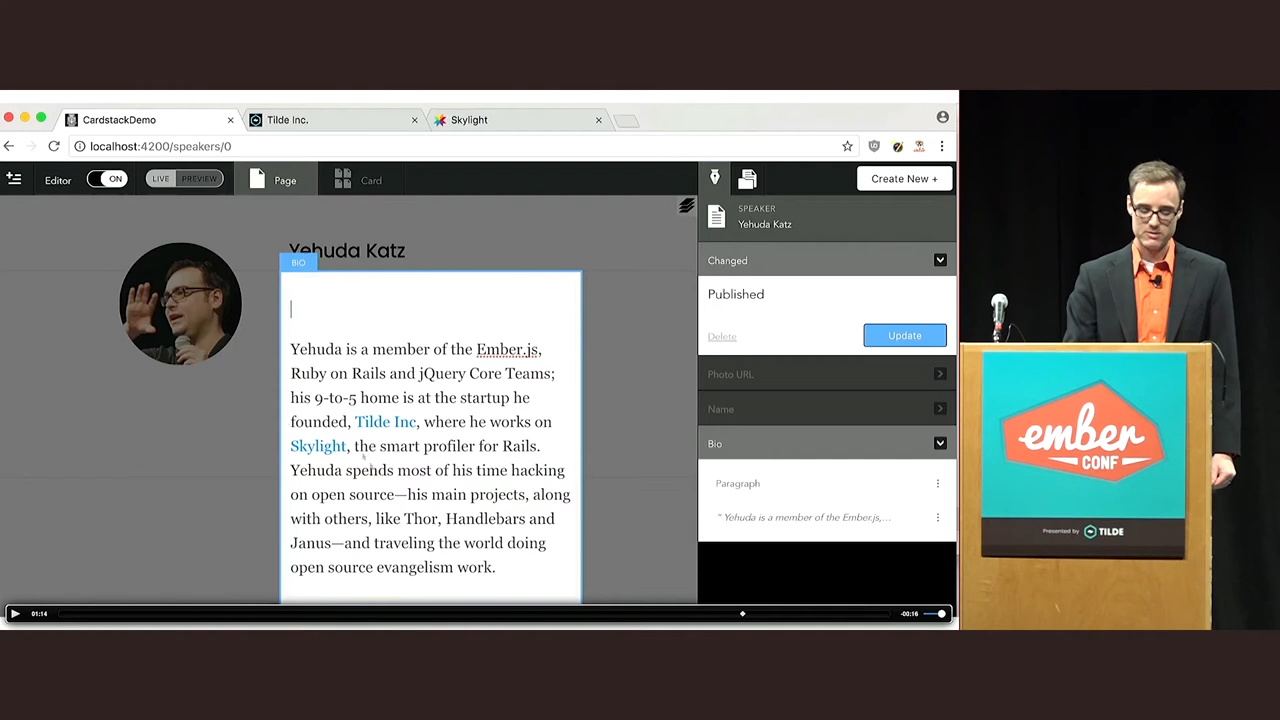 CardstackDemo
Tilde Inc.
Skylight
localhost:4200/speakers/0
Editor
ON
LIVE
PREVIEW
Page
Card
Create New +
SPEAKER
Yehuda Katz
Changed
Published
Delete
Update
Photo URL
Name
Bio
Paragraph
“ Yehuda is a member of the Ember.js,...
Yehuda Katz
BIO
Yehuda is a member of the Ember.js,
Ruby on Rails and jQuery Core Teams;
his 9-to-5 home is at the startup he
founded, Tilde Inc, where he works on
Skylight, the smart profiler for Rails.
Yehuda spends most of his time hacking
on open source—his main projects, along
with others, like Thor, Handlebars and
Janus—and traveling the world doing
open source evangelism work.
01:14
-00:16
ember
CONF
Presented by TILDE